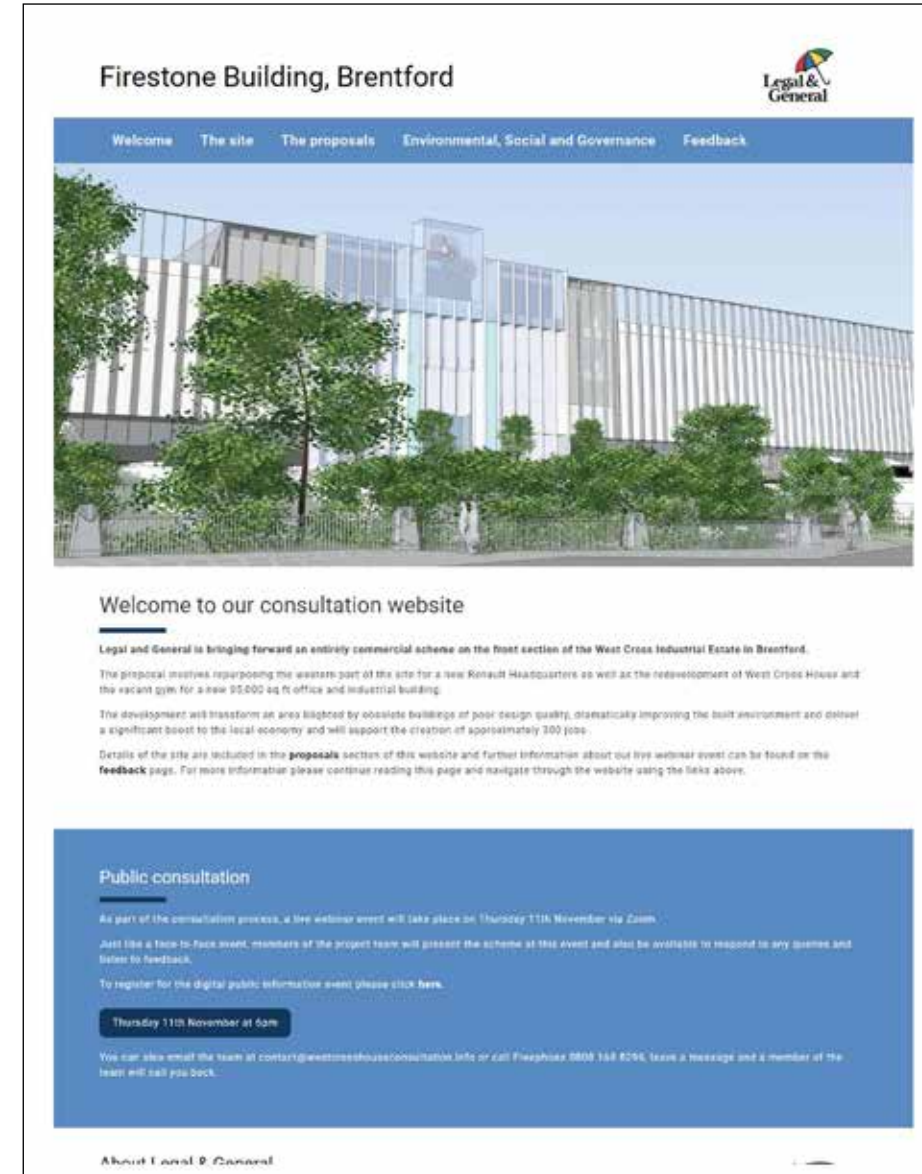 Firestone Building, Brentford
Legal &
General
Welcome The site The proposals Environmental, Social and Governance Feedback
Welcome to our consultation website
Legal and General is bringing forward an entirely commercial scheme on the front section of the West Cross Industrial Estate in Brentford.
The proposal involves repurposing the western part of the site for a new Renault Headquarters as well as the redevelopment of West Cross House and
the vacant gym for a new sq ft office and industrial building.
The development will transform an area blighted by obsolete buildings of poor design quality, dramatically improving the built environment and deliver
a significant boost to the local economy and will support the creation of approximately 300 jobs.
Details of the site are included in the proposals section of this website and further information about our live webinar event can be found on the
feedback page. For more information please continue reading this page and navigate through the website using the links above.
Public consultation
As part of the consultation process, a live webinar event will take place on Thursday 11th November via Zoom.
Just like a face-to-face event, members of the project team will present the scheme at this event and also be available to respond to any queries and
listen to feedback.
To register for the digital public information event please click here.
Thursday 11th November at 6pm
You can also email the team at contact@westcrosshouseconsultation.info or call Freephone 0808 168 8296, leave a message and a member of the
team will call you back.
About Legal & General